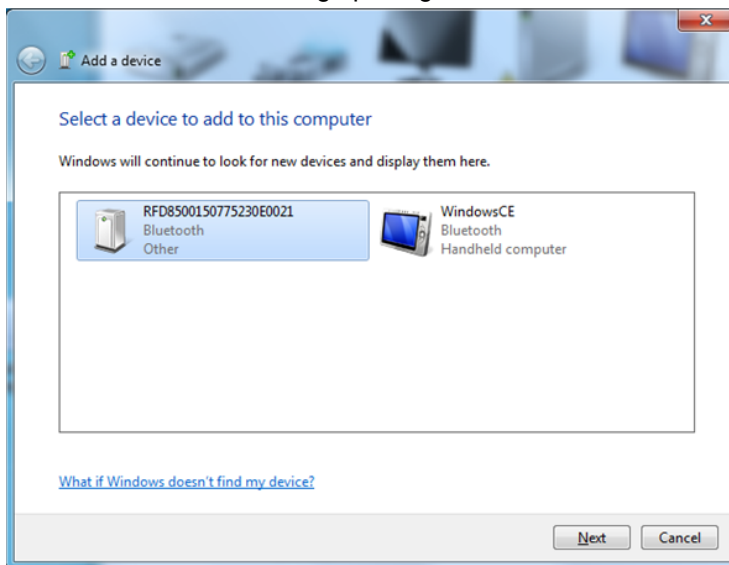 Add a device
Select a device to add to this computer
Windows will continue to look for new devices and display them here.
RFD8500150775230E0021
Bluetooth
Other
WindowsCE
Bluetooth
Handheld computer
What if Windows doesn't find my device?
Next
Cancel